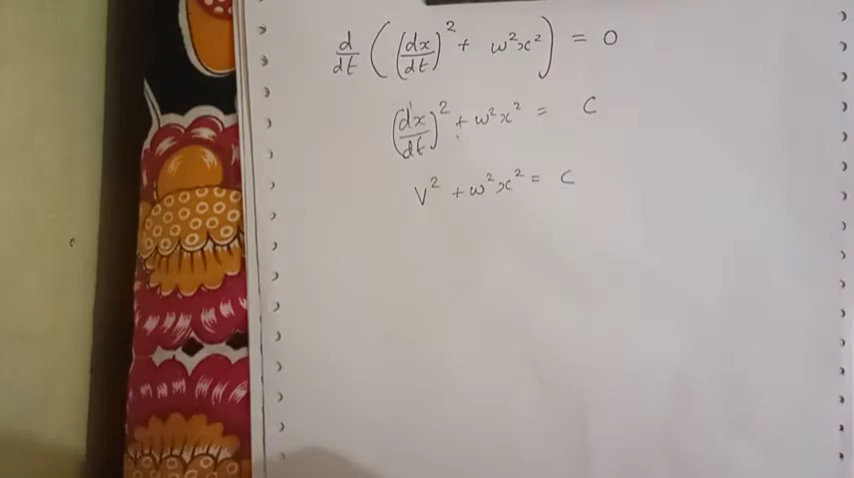 d/dt ((dx/dt)² + ω²x²) = 0
(dx/dt)² + ω²x² = C
V² + ω²x² = C